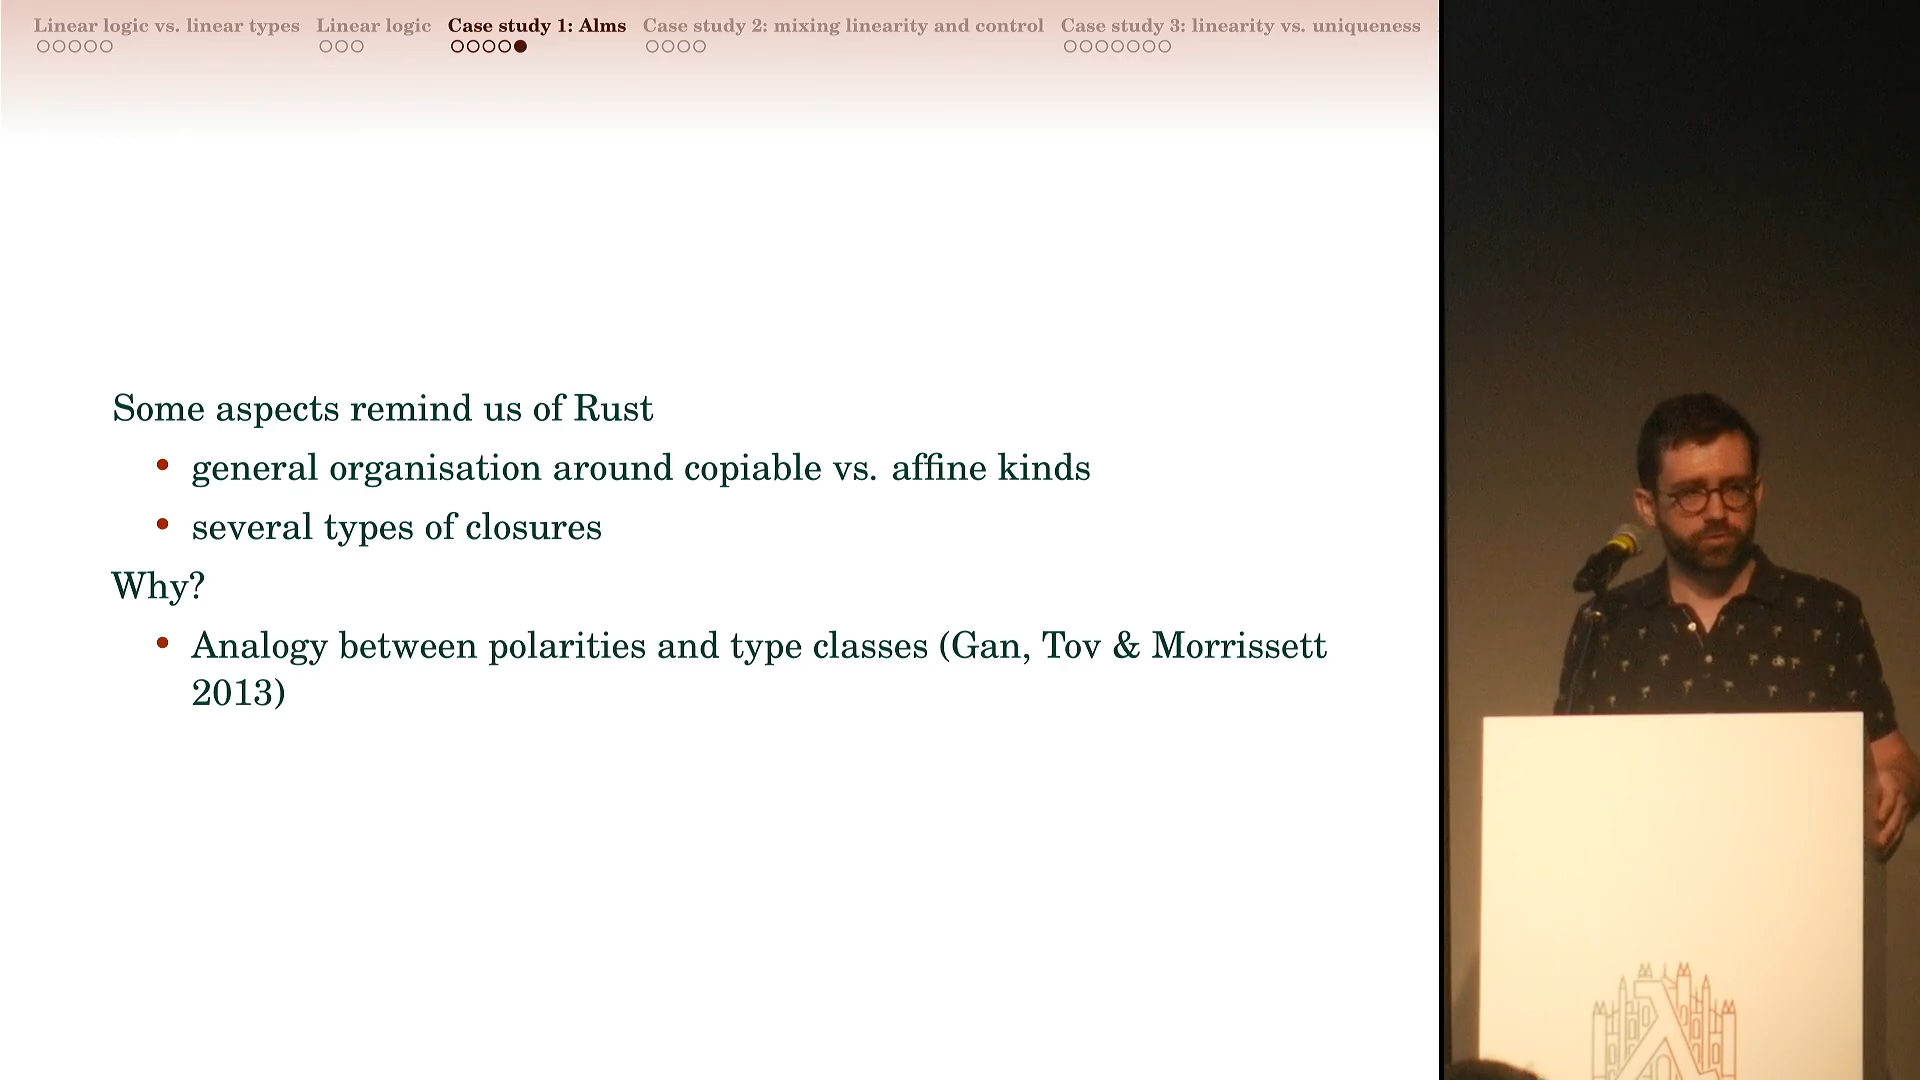 Linear logic vs. linear types Linear logic Case study 1: Alms Case study 2: mixing linearity and control Case study 3: linearity vs. uniqueness
Some aspects remind us of Rust
• general organisation around copiable vs. affine kinds
• several types of closures
Why?
• Analogy between polarities and type classes (Gan, Tov & Morrissett
2013)